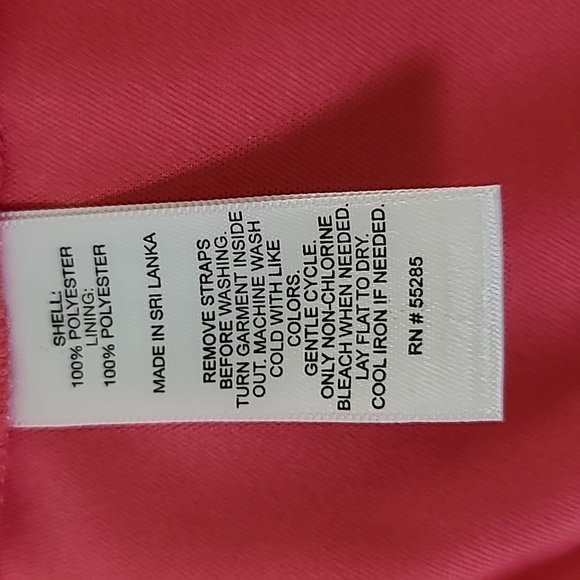 SHELL:
100% POLYESTER
LINING:
100% POLYESTER
MADE IN SRI LANKA
REMOVE STRAPS
BEFORE WASHING.
TURN GARMENT INSIDE
OUT. MACHINE WASH
COLD WITH LIKE
COLORS.
GENTLE CYCLE.
ONLY NON-CHLORINE
BLEACH WHEN NEEDED.
LAY FLAT TO DRY.
COOL IRON IF NEEDED.
RN # 55285